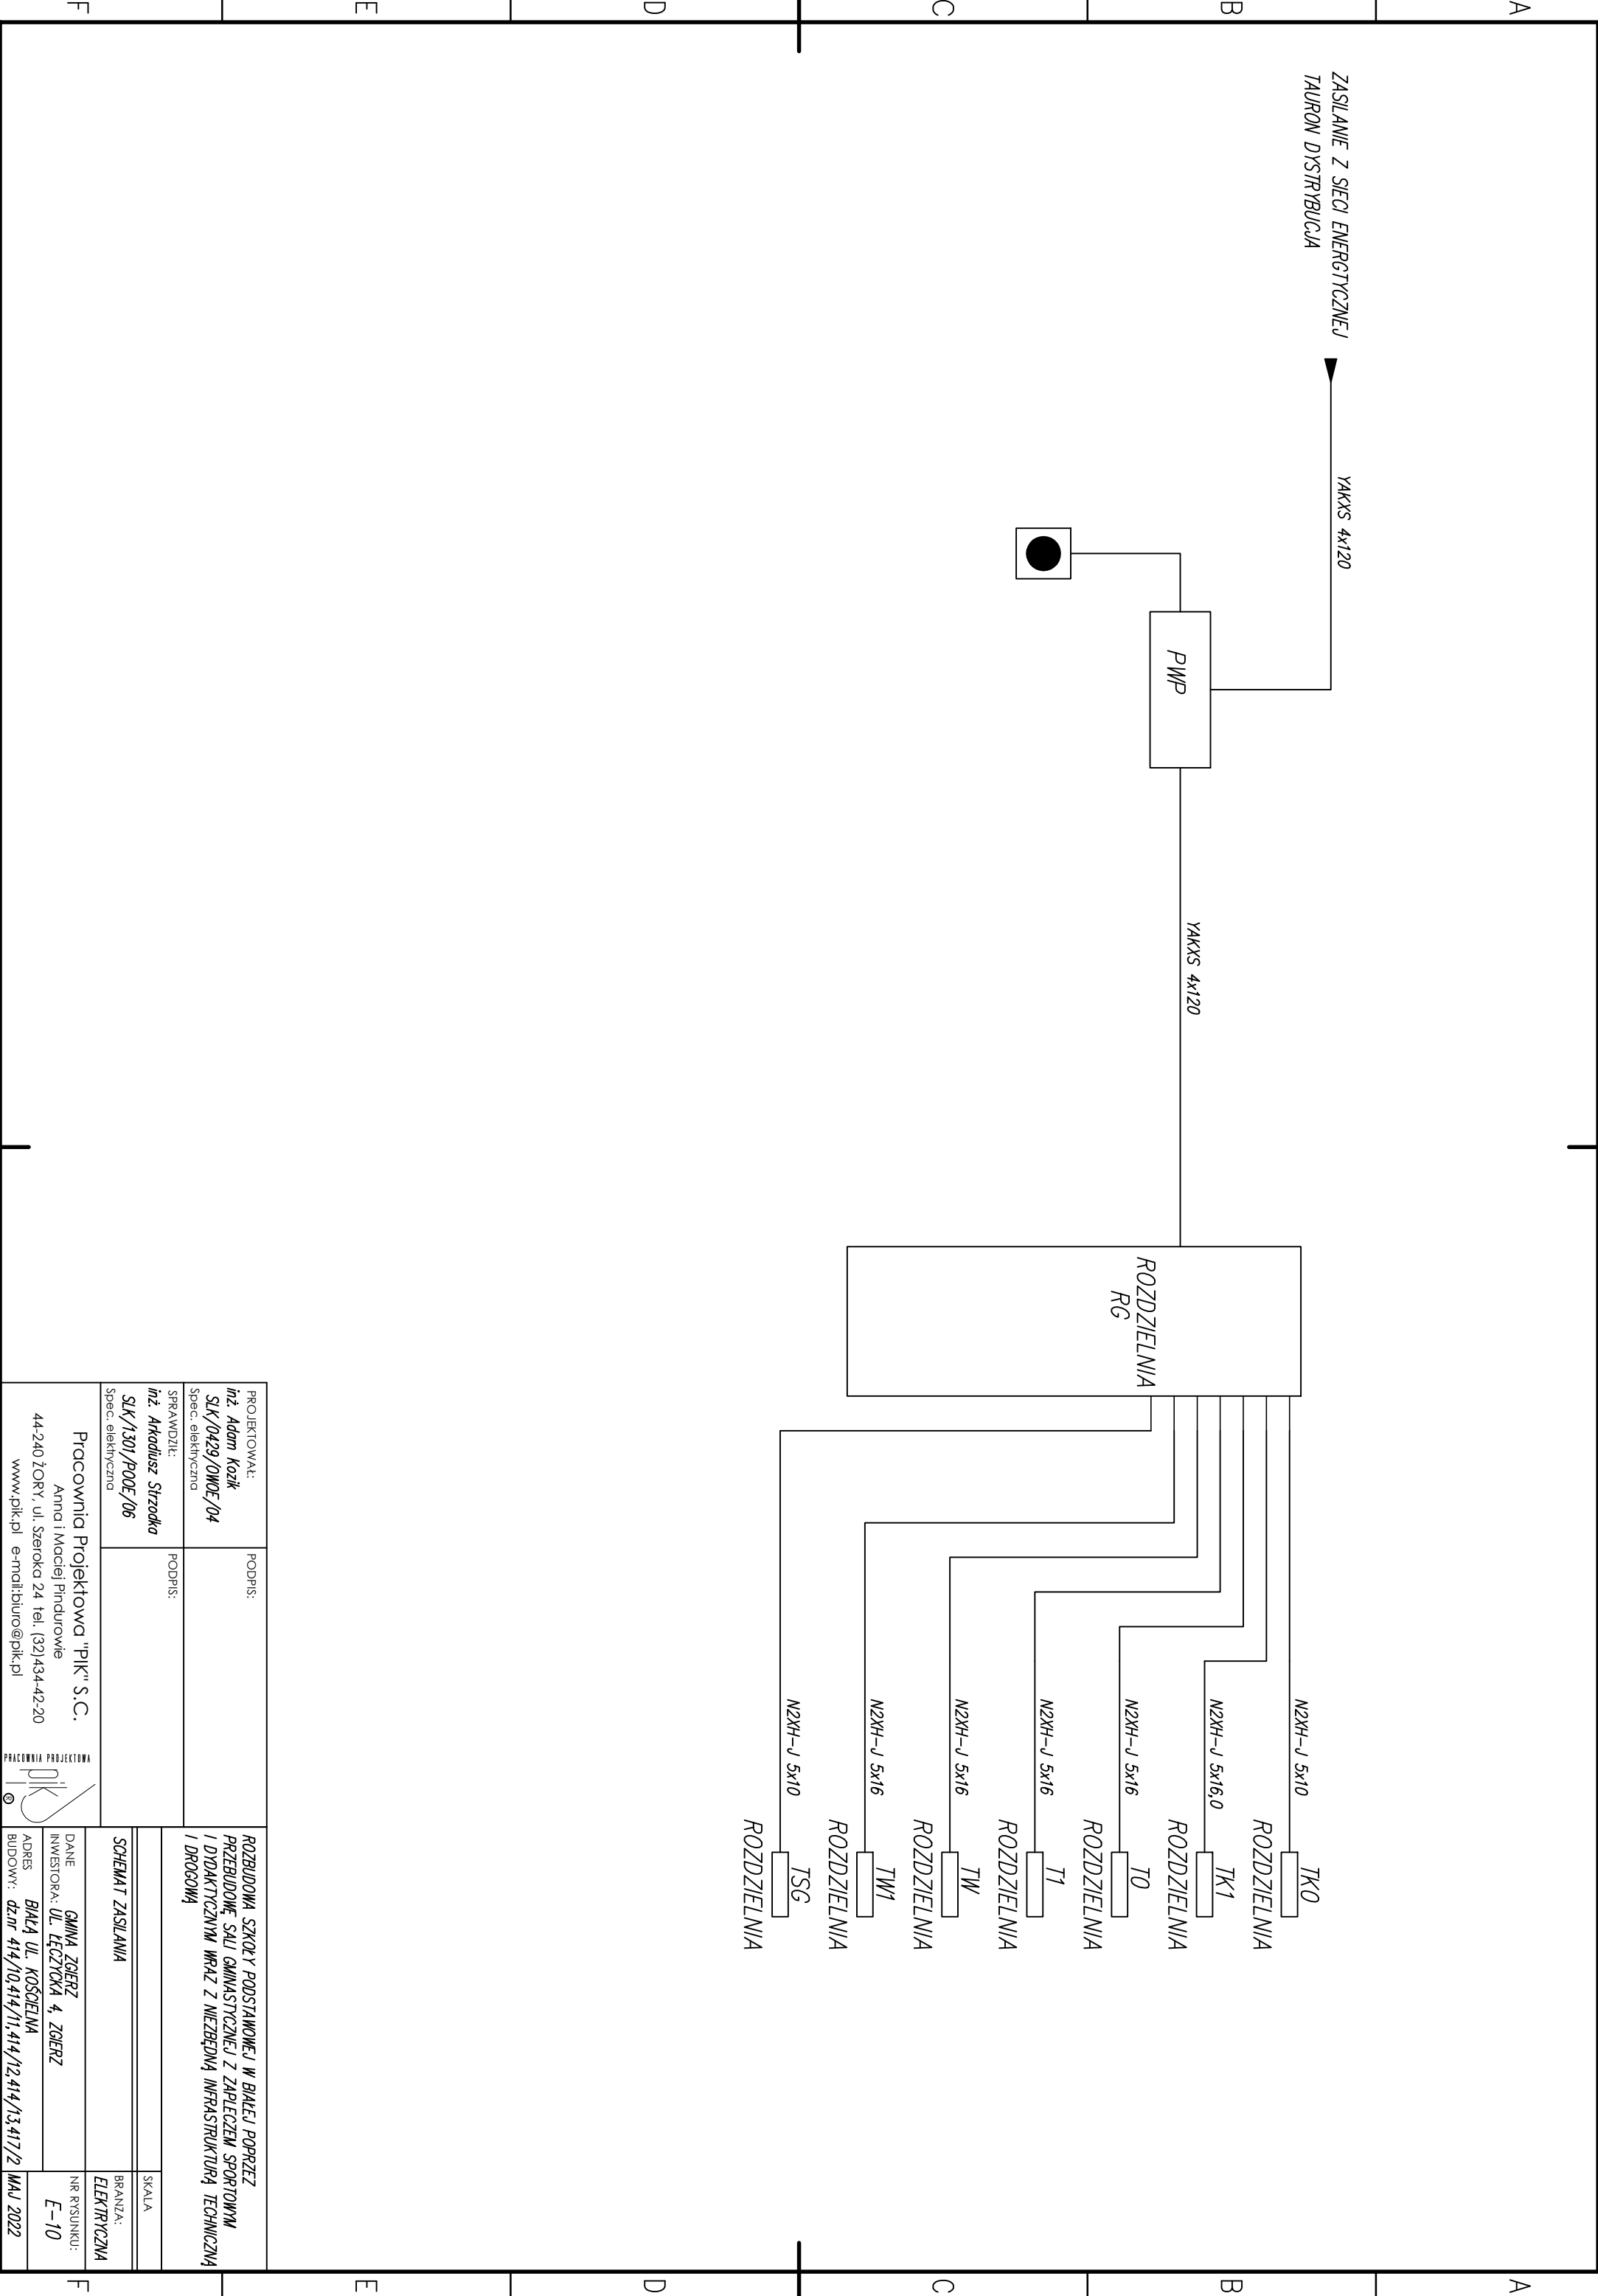 A
B
C
D
E
F
ZASILANIE Z SIECI ENERGTYCZNEJ
TAURON DYSTRYBUCJA
YAKXS 4x120
PWP
YAKXS 4x120
ROZDZIELNIA
RG
N2XH-J 5x10
TK0
ROZDZIELNIA
N2XH-J 5x16,0
TK1
ROZDZIELNIA
N2XH-J 5x16
T0
ROZDZIELNIA
N2XH-J 5x16
T1
ROZDZIELNIA
N2XH-J 5x16
TW
ROZDZIELNIA
N2XH-J 5x16
TW1
ROZDZIELNIA
N2XH-J 5x10
TSG
ROZDZIELNIA
PROJEKTOWAŁ:
inż. Adam Kozik
SLK/0429/OWOE/04
Spec. elektryczna
PODPIS:
SPRAWDZIŁ:
inż. Arkadiusz Strzodka
SLK/1301/POOE/06
Spec. elektryczna
PODPIS:
Pracownia Projektowa "PIK" S.C.
Anna i Maciej Pindurowie
44-240 ŻORY, ul. Szeroka 24 tel. (32)434-42-20
www.pik.pl e-mail:biuro@pik.pl
PRACOWNIA PROJEKTOWA
pik
®
ROZBUDOWA SZKOŁY PODSTAWOWEJ W BIAŁEJ POPRZEZ
PRZEBUDOWĘ SALI GIMNASTYCZNEJ Z ZAPLECZEM SPORTOWYM
I DYDAKTYCZNYM WRAZ Z NIEZBĘDNĄ INFRASTRUKTURĄ TECHNICZNĄ
I DROGOWĄ
SKALA
SCHEMAT ZASILANIA
BRANŻA:
ELEKTRYCZNA
DANE INWESTORA: GMINA ZGIERZ
UL. ŁĘCZYCKA 4, ZGIERZ
NR RYSUNKU:
E-10
ADRES BUDOWY: BIAŁĄ UL. KOŚCIELNA
dz.nr 414/10,414/11,414/12,414/13,417/2
MAJ 2022
A
B
C
D
E
F